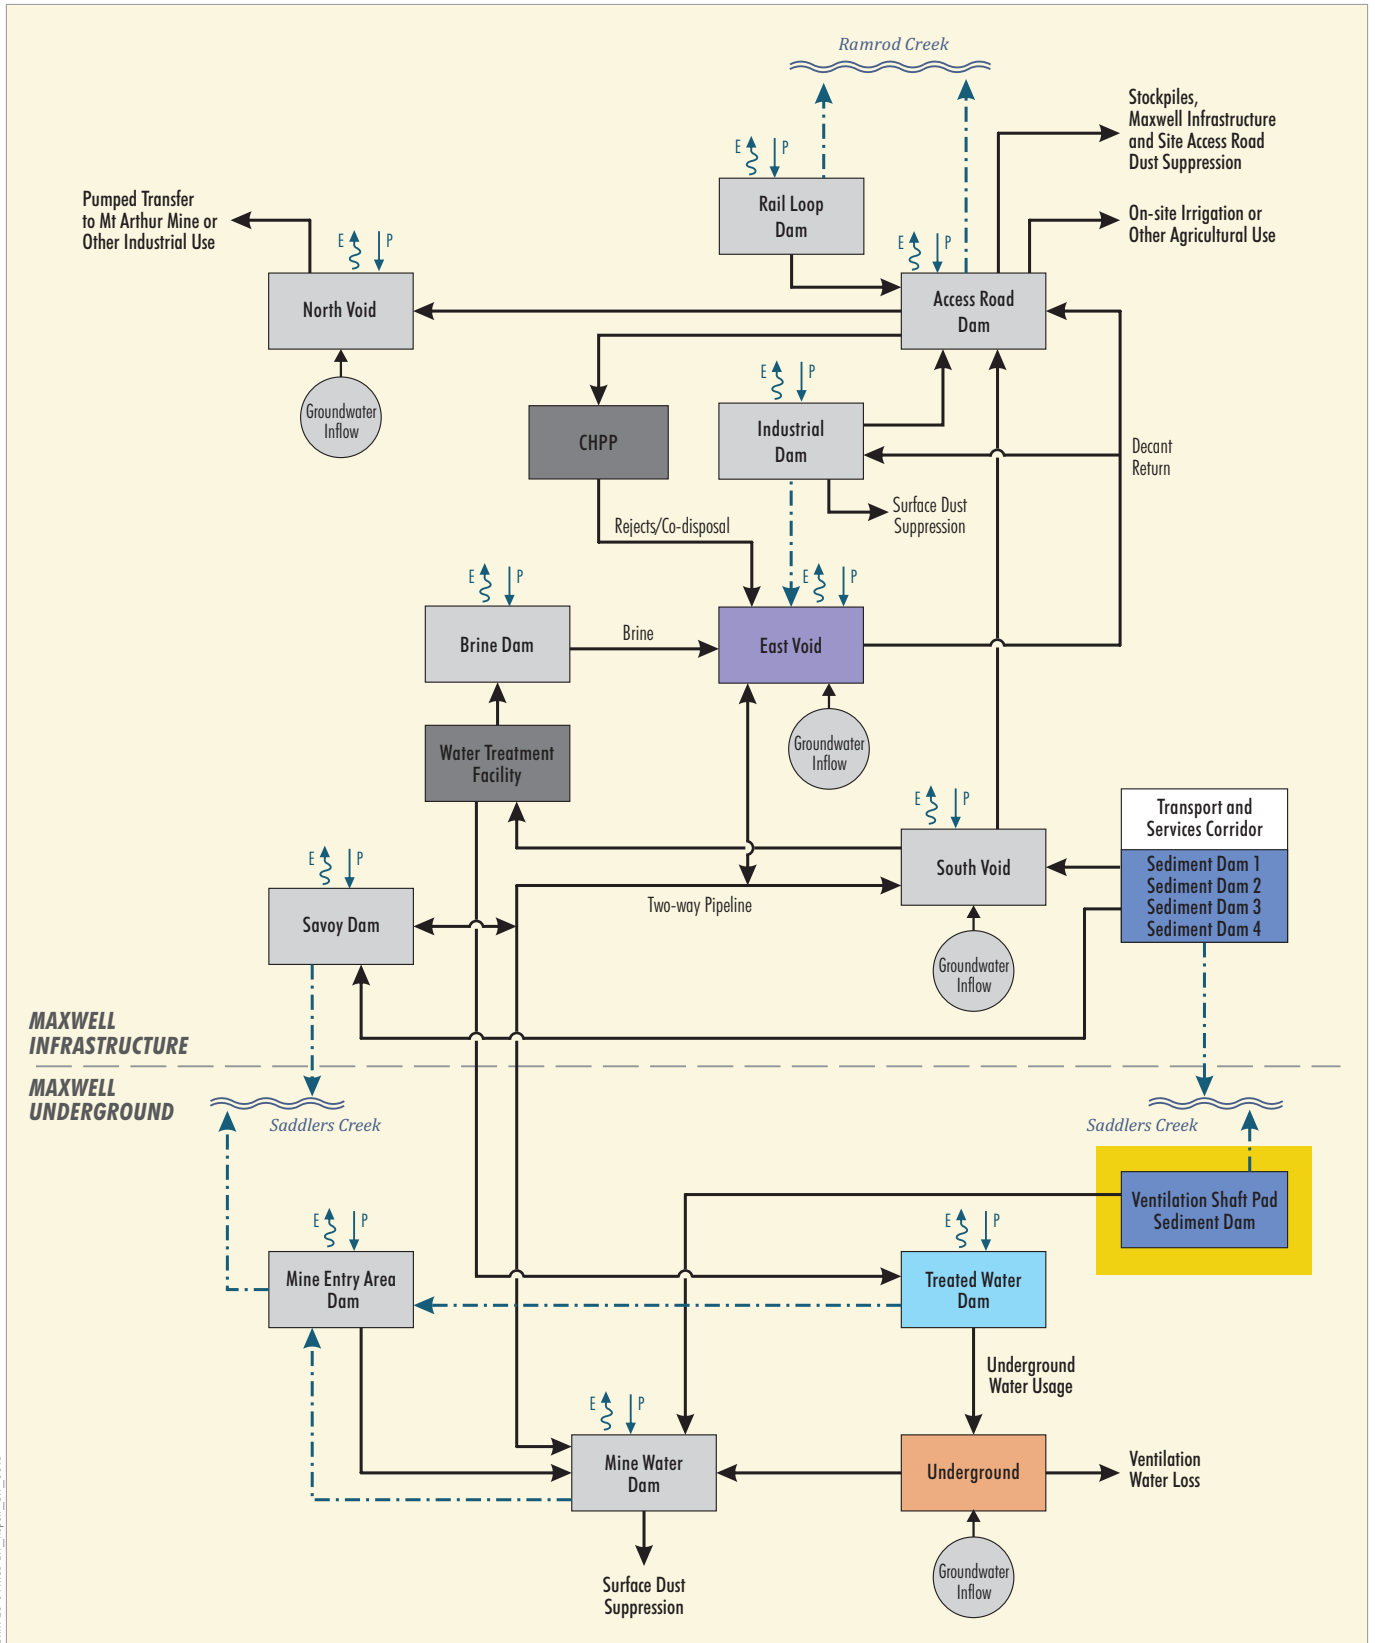 Ramrod Creek
Stockpiles,
Maxwell Infrastructure
and Site Access Road
Dust Suppression
E
P
Rail Loop
Dam
Pumped Transfer
to Mt Arthur Mine or
Other Industrial Use
On-site Irrigation or
Other Agricultural Use
E
P
E
P
North Void
Access Road
Dam
Groundwater
Inflow
E
P
CHPP
Industrial
Dam
Decant
Return
Surface Dust
Suppression
Rejects/Co-disposal
E
P
E
P
Brine Dam
Brine
East Void
Water Treatment
Facility
Groundwater
Inflow
E
P
Transport and
Services Corridor
Sediment Dam 1
Sediment Dam 2
Sediment Dam 3
Sediment Dam 4
South Void
E
P
Savoy Dam
Two-way Pipeline
Groundwater
Inflow
MAXWELL
INFRASTRUCTURE
MAXWELL
UNDERGROUND
Saddlers Creek
Saddlers Creek
Ventilation Shaft Pad
Sediment Dam
E
P
E
P
Mine Entry Area
Dam
Treated Water
Dam
Underground
Water Usage
E
P
Mine Water
Dam
Underground
Ventilation
Water Loss
Groundwater
Inflow
Surface Dust
Suppression